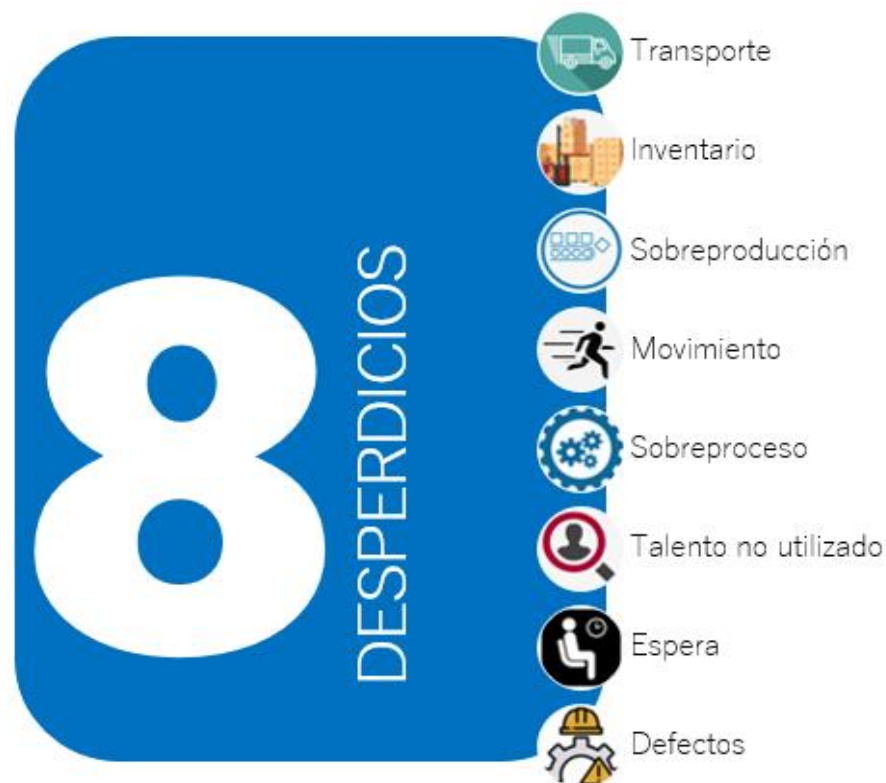 8
DESPERDICIOS
Transporte
Inventario
Sobreproducción
Movimiento
Sobreproceso
Talento no utilizado
Espera
Defectos